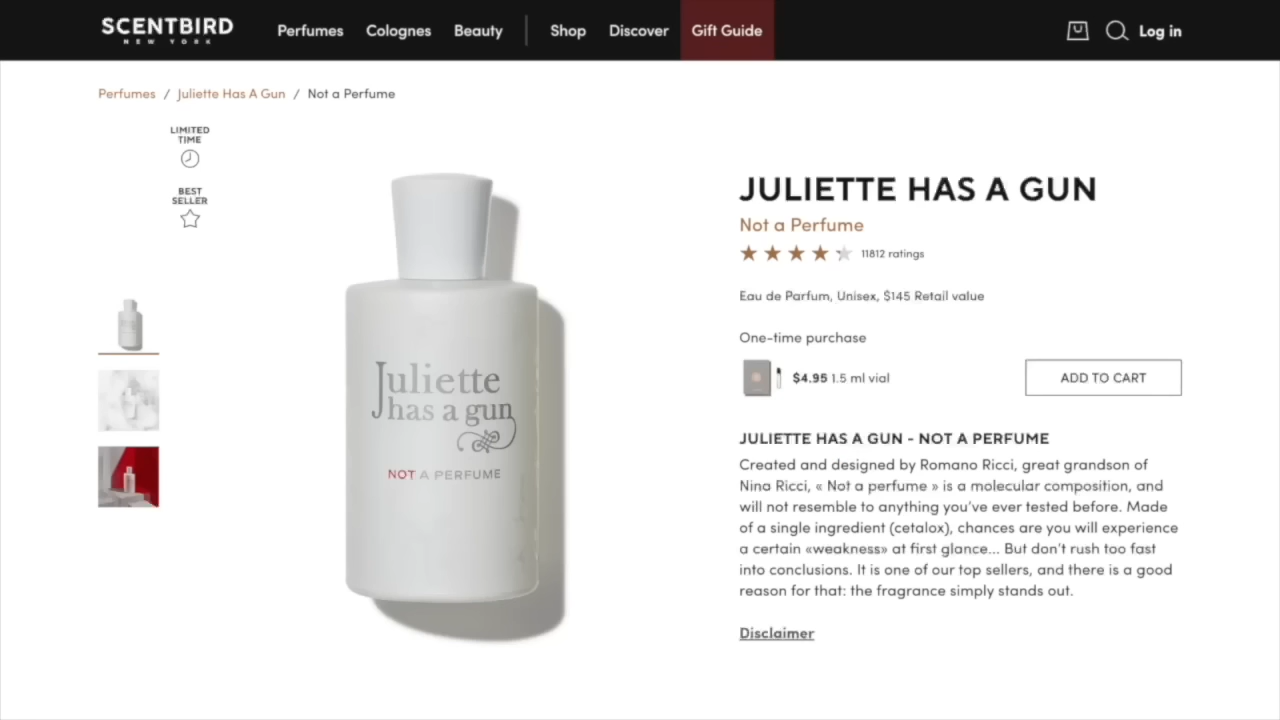 SCENTBIRD
NEW YORK
Perfumes
Colognes
Beauty
Shop
Discover
Gift Guide
Log in
Perfumes / Juliette Has A Gun / Not a Perfume
LIMITED
TIME
BEST
SELLER
Juliette
has a gun
NOT A PERFUME
JULIETTE HAS A GUN
Not a Perfume
11812 ratings
Eau de Parfum, Unisex, $145 Retail value
One-time purchase
$4.95 1.5 ml vial
ADD TO CART
JULIETTE HAS A GUN - NOT A PERFUME
Created and designed by Romano Ricci, great grandson of
Nina Ricci, « Not a perfume » is a molecular composition, and
will not resemble to anything you've ever tested before. Made
of a single ingredient (cetalox), chances are you will experience
a certain «weakness» at first glance... But don't rush too fast
into conclusions. It is one of our top sellers, and there is a good
reason for that: the fragrance simply stands out.
Disclaimer